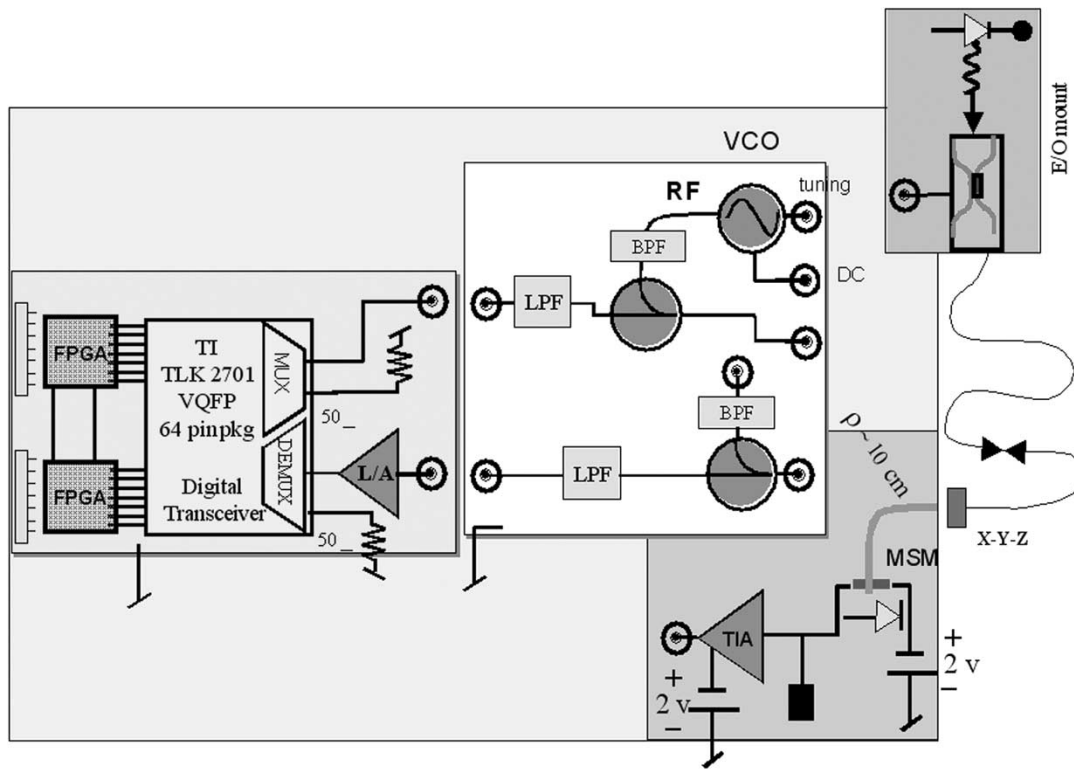 E/O mount
VCO
RF
tuning
BPF
DC
LPF
FPGA
TI
TLK 2701
VQFP
64 pinpkg
MUX
50_
BPF
DEMUX
L/A
LPF
ρ ~ 10 cm
FPGA
Digital
Transceiver
50_
X-Y-Z
MSM
TIA
+
2 v
−
+
2 v
−